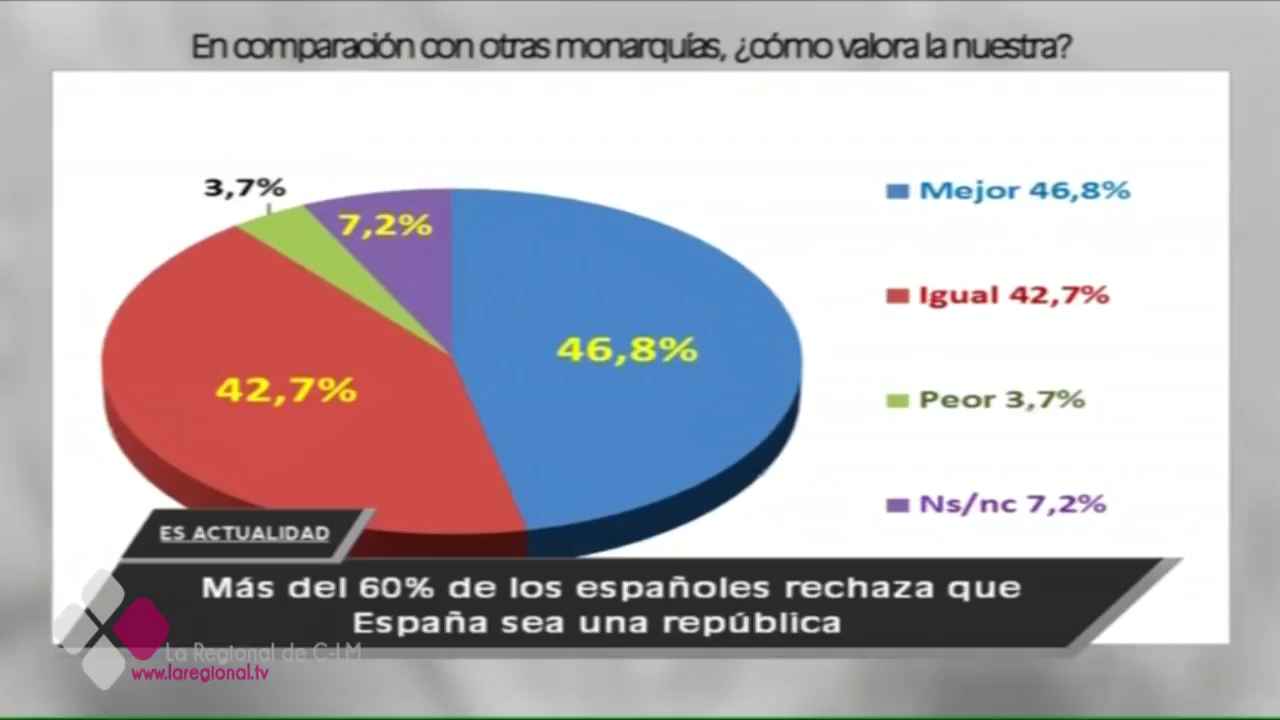 En comparación con otras monarquías, ¿cómo valora la nuestra?
3,7%
7,2%
46,8%
42,7%
Mejor 46,8%
Igual 42,7%
Peor 3,7%
Ns/nc 7,2%
ES ACTUALIDAD
Más del 60% de los españoles rechaza que
España sea una república
La Regional de C-LM
www.laregional.tv